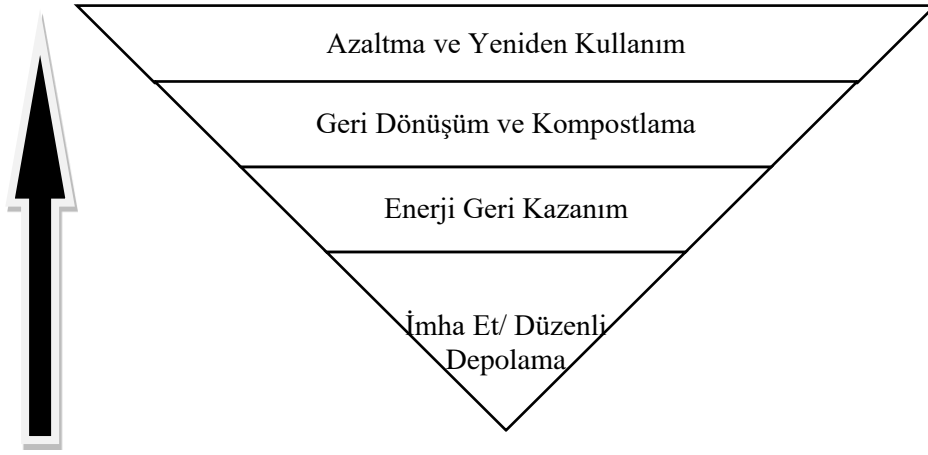 Azaltma ve Yeniden Kullanım
Geri Dönüşüm ve Kompostlama
Enerji Geri Kazanım
İmha Et/ Düzenli
Depolama